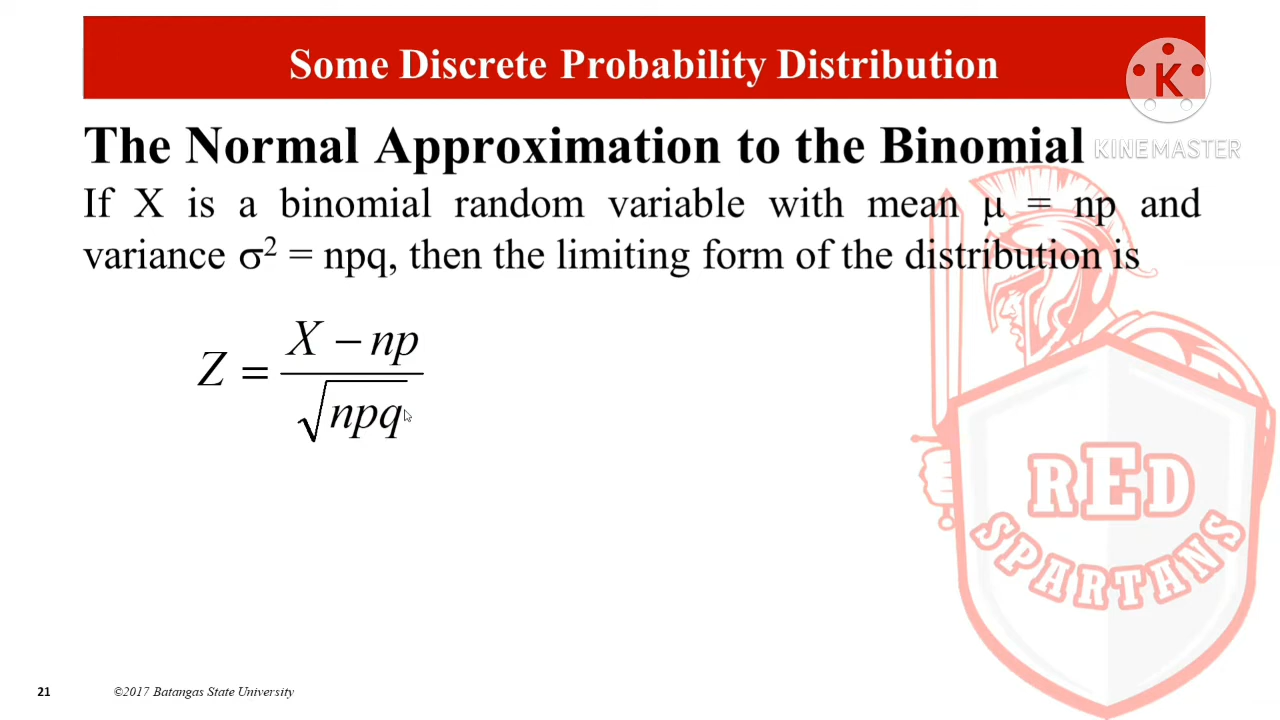 Some Discrete Probability Distribution
K
KINEMASTER
The Normal Approximation to the Binomial
If X is a binomial random variable with mean μ = np and
variance σ² = npq, then the limiting form of the distribution is
Z = (X − np) / √npq
RED
SPARTANS
21 ©2017 Batangas State University